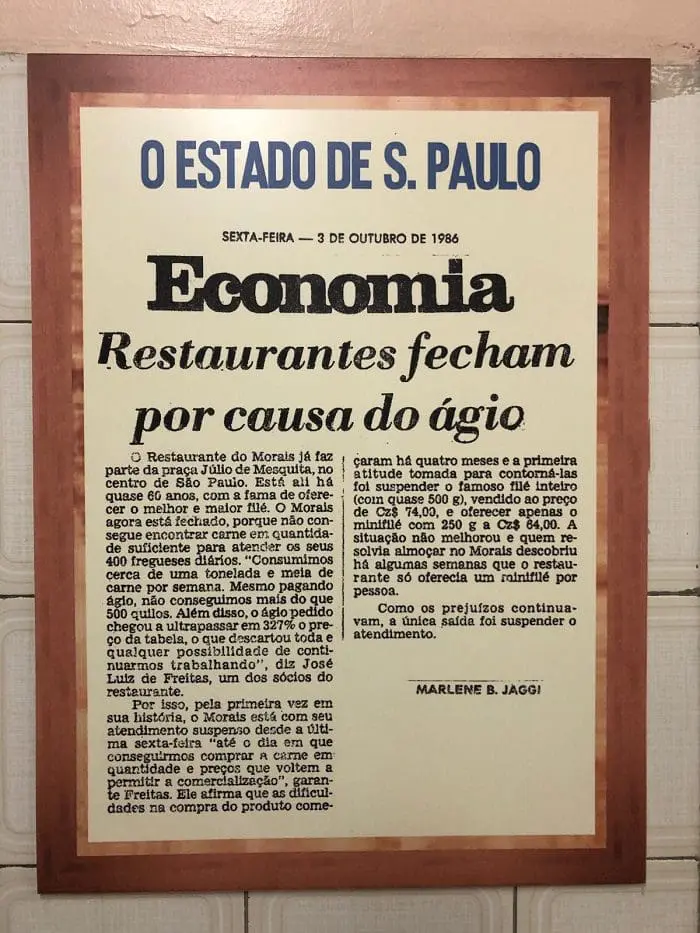 O ESTADO DE S. PAULO
SEXTA-FEIRA — 3 DE OUTUBRO DE 1986
Economia
Restaurantes fecham
por causa do ágio
O Restaurante do Morais já faz
parte da praça Júlio de Mesquita, no
centro de São Paulo. Está ali há
quase 60 anos, com a fama de ofere-
cer o melhor e maior filé. O Morais
agora está fechado, porque não con-
segue encontrar carne em quantida-
de suficiente para atender os seus
400 fregueses diários. "Consumimos
cerca de uma tonelada e meia de
carne por semana. Mesmo pagando
ágio, não conseguimos mais do que
500 quilos. Além disso, o ágio pedido
chegou a ultrapassar em 327% o pre-
ço da tabela, o que descartou toda e
qualquer possibilidade de conti-
nuarmos trabalhando", diz José
Luiz de Freitas, um dos sócios do
restaurante.
Por isso, pela primeira vez em
sua história, o Morais está com seu
atendimento suspenso desde a últi-
ma sexta-feira "até o dia em que
conseguirmos comprar a carne em
quantidade e preços que voltem a
permitir a comercialização", garan-
te Freitas. Ele afirma que as dificul-
dades na compra do produto come-
çaram há quatro meses e a primeira
atitude tomada para contorná-las
foi suspender o famoso filé inteiro
(com quase 500 g), vendido ao preço
de Cz$ 74,00, e oferecer apenas o
minifilé com 250 g a Cz$ 64,00. A
situação não melhorou e quem re-
solvia almoçar no Morais descobriu
há algumas semanas que o restau-
rante só oferecia um minifilé por
pessoa.
Como os prejuízos continua-
vam, a única saída foi suspender o
atendimento.
MARLENE B. JAGGI